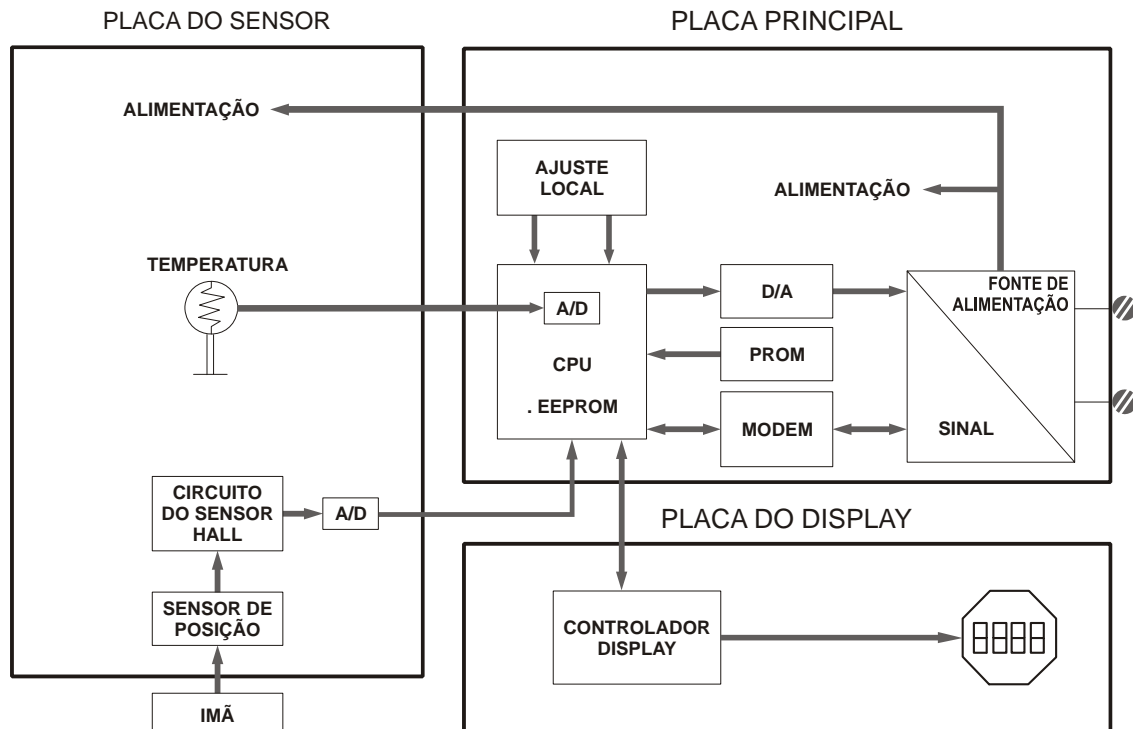 PLACA DO SENSOR
ALIMENTAÇÃO
TEMPERATURA
CIRCUITO
DO SENSOR
HALL
A/D
SENSOR DE
POSIÇÃO
IMÃ
PLACA PRINCIPAL
AJUSTE
LOCAL
ALIMENTAÇÃO
A/D
CPU
. EEPROM
D/A
PROM
MODEM
FONTE DE
ALIMENTAÇÃO
SINAL
PLACA DO DISPLAY
CONTROLADOR
DISPLAY
8888